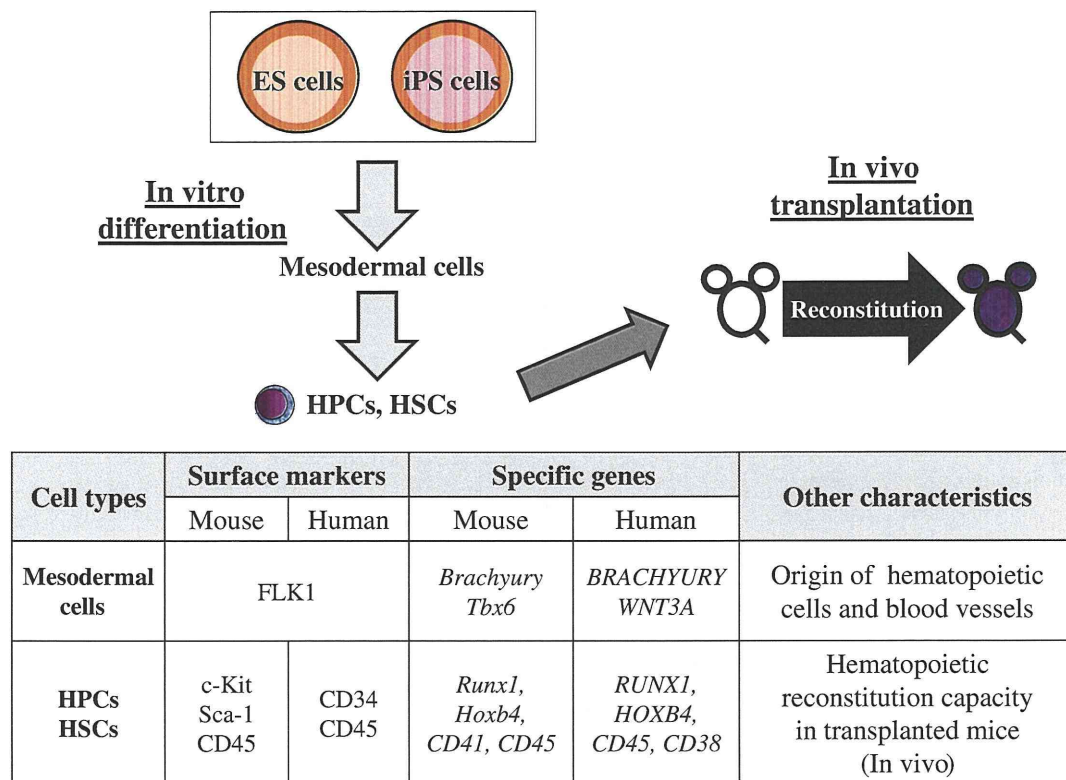 ES cells
iPS cells
In vitro
differentiation
In vivo
transplantation
Mesodermal cells
Reconstitution
HPCs, HSCs
Cell types
Surface markers
Specific genes
Other characteristics
Mouse
Human
Mouse
Human
Mesodermal
cells
FLK1
Brachyury
Tbx6
BRACHYURY
WNT3A
Origin of hematopoietic
cells and blood vessels
HPCs
HSCs
c-Kit
Sca-1
CD45
CD34
CD45
Runx1,
Hoxb4,
CD41, CD45
RUNX1,
HOXB4,
CD45, CD38
Hematopoietic
reconstitution capacity
in transplanted mice
(In vivo)